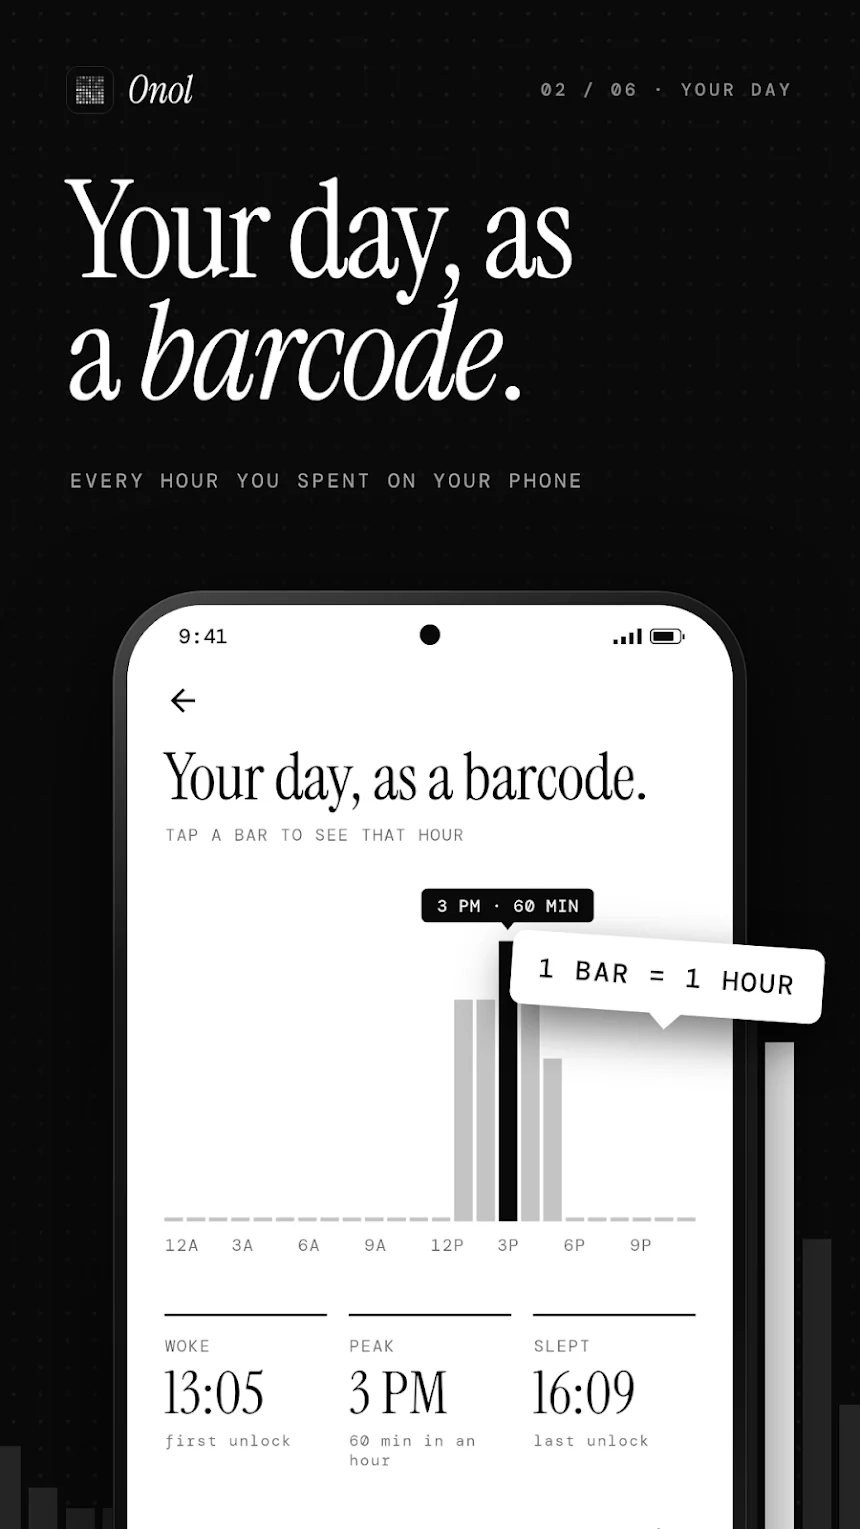 Onol
02 / 06 · YOUR DAY
Your day, as
a barcode.
EVERY HOUR YOU SPENT ON YOUR PHONE
9:41
Your day, as a barcode.
TAP A BAR TO SEE THAT HOUR
3 PM · 60 MIN
1 BAR = 1 HOUR
12A 3A 6A 9A 12P 3P 6P 9P
WOKE PEAK SLEPT
13:05 3 PM 16:09
first unlock 60 min in an last unlock
hour